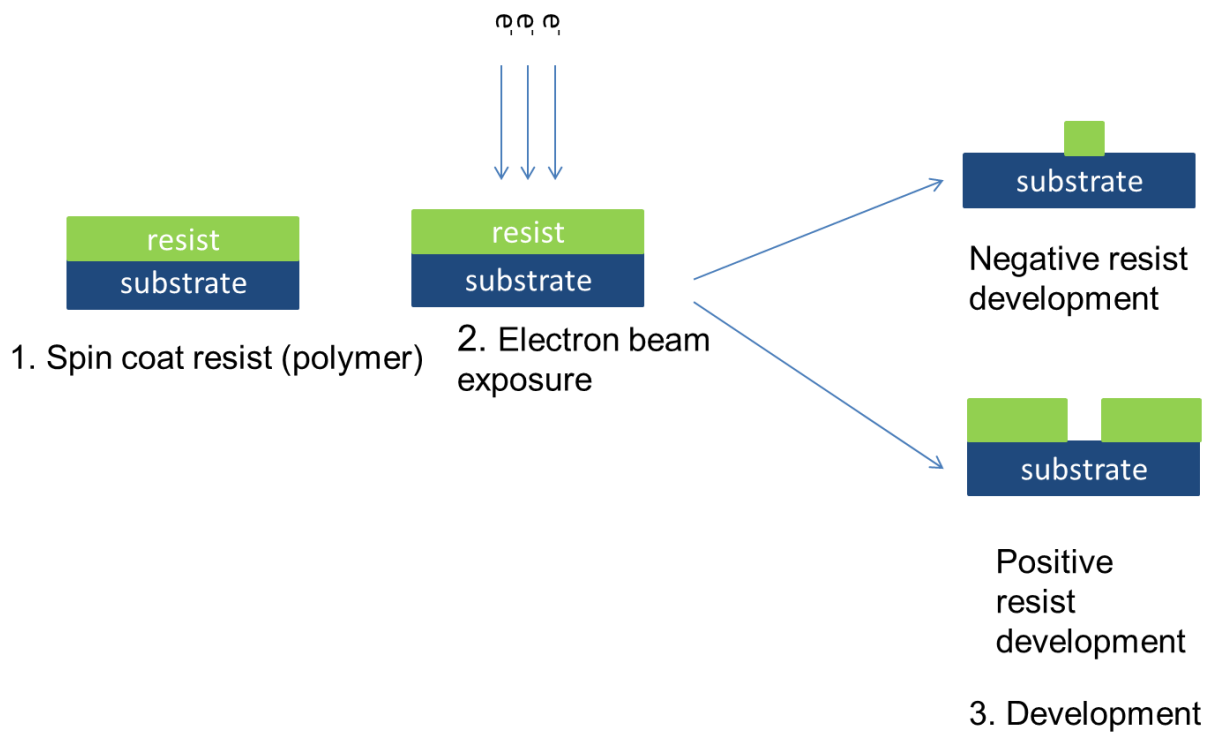 e⁻ e⁻ e⁻
resist
substrate
1. Spin coat resist (polymer)
resist
substrate
2. Electron beam
exposure
substrate
Negative resist
development
substrate
Positive
resist
development
3. Development